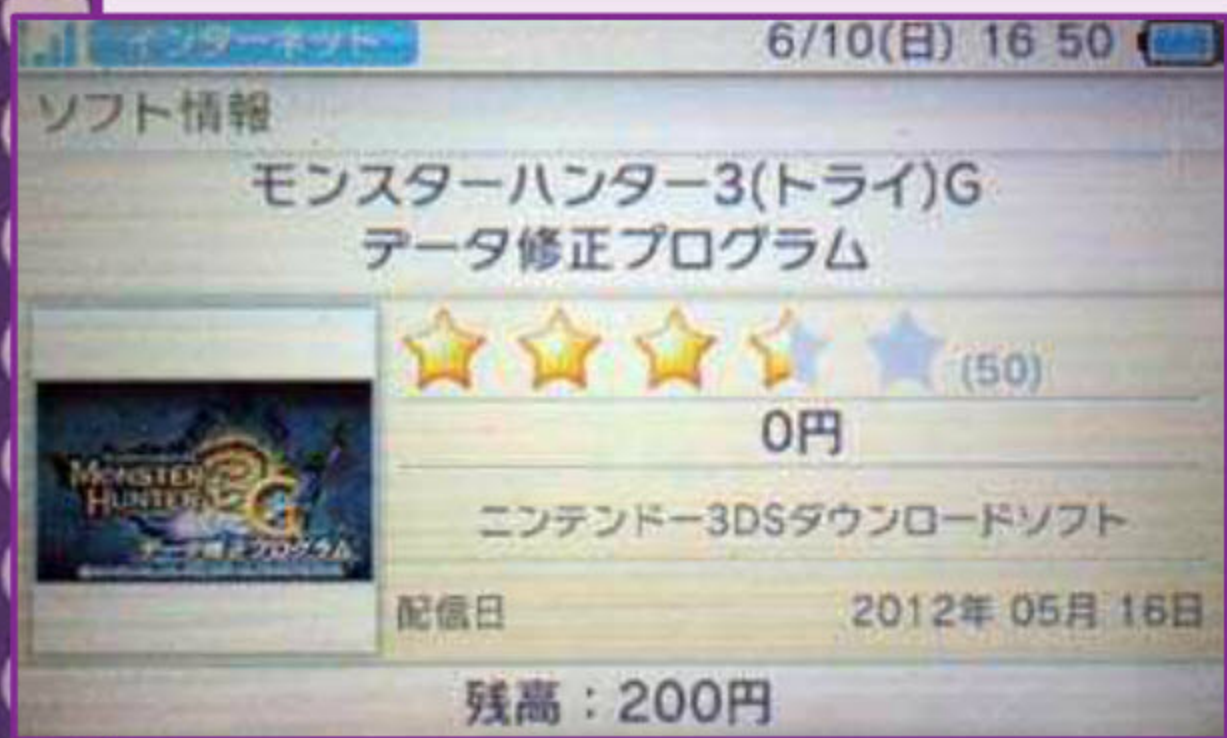 インターネット 6/10(日) 16 50
ソフト情報
モンスターハンター3(トライ)G
データ修正プログラム
(50)
0円
MONSTER
HUNTER 3G
データ修正プログラム
ニンテンドー3DSダウンロードソフト
配信日 2012年 05月 16日
残高：200円